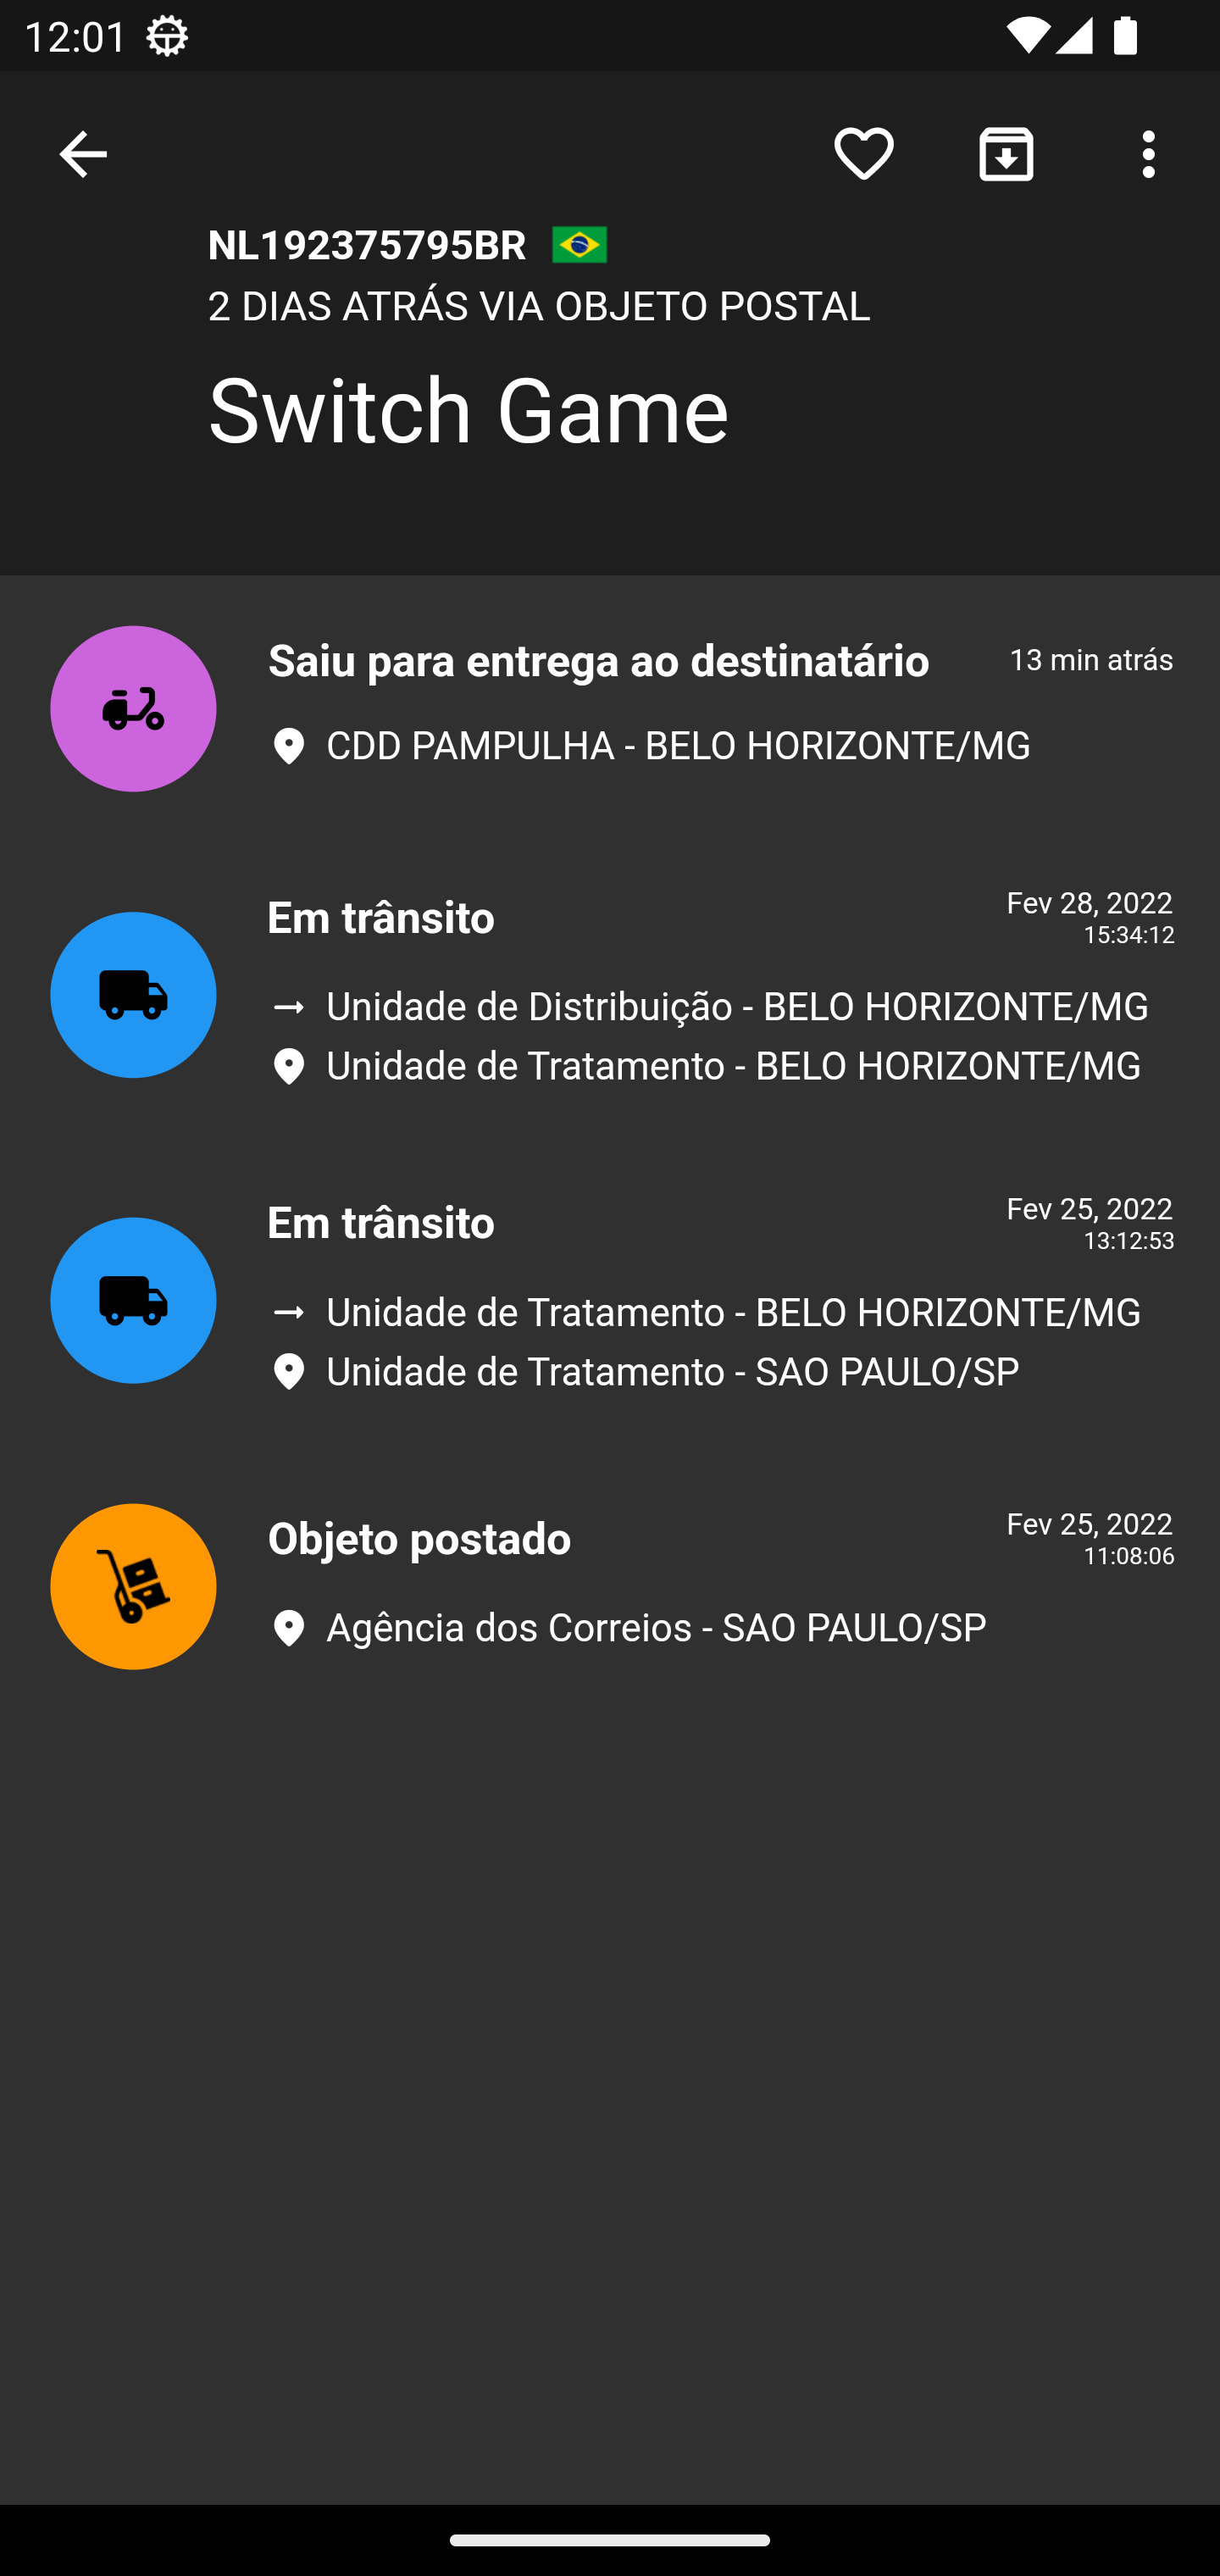 12:01
NL192375795BR
2 DIAS ATRÁS VIA OBJETO POSTAL
Switch Game
Saiu para entrega ao destinatário
13 min atrás
CDD PAMPULHA - BELO HORIZONTE/MG
Em trânsito
Fev 28, 2022
15:34:12
Unidade de Distribuição - BELO HORIZONTE/MG
Unidade de Tratamento - BELO HORIZONTE/MG
Em trânsito
Fev 25, 2022
13:12:53
Unidade de Tratamento - BELO HORIZONTE/MG
Unidade de Tratamento - SAO PAULO/SP
Objeto postado
Fev 25, 2022
11:08:06
Agência dos Correios - SAO PAULO/SP